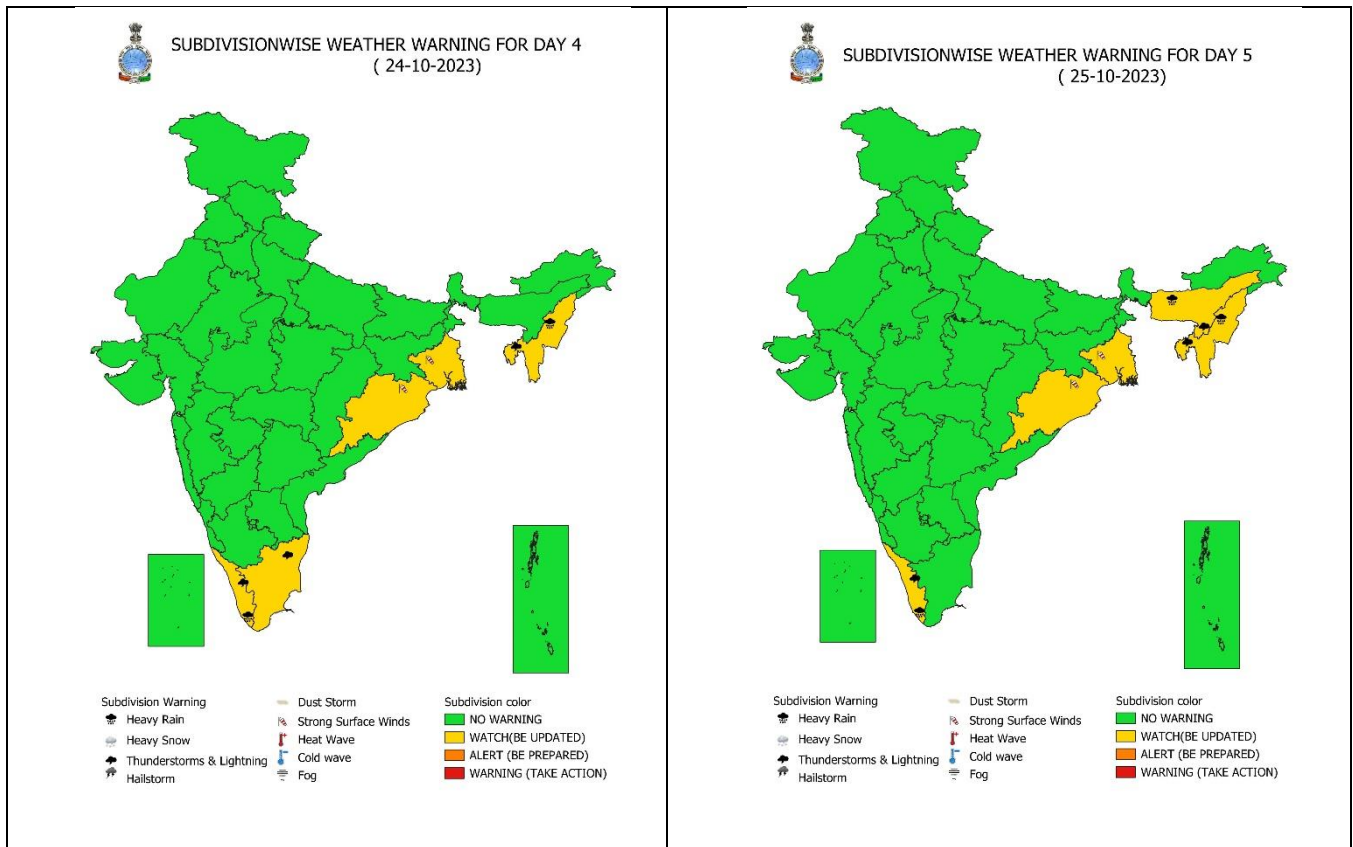 SUBDIVISIONWISE WEATHER WARNING FOR DAY 4
( 24-10-2023)
Subdivision Warning
Heavy Rain
Heavy Snow
Thunderstorms & Lightning
Hailstorm
Dust Storm
Strong Surface Winds
Heat Wave
Cold wave
Fog
Subdivision color
NO WARNING
WATCH(BE UPDATED)
ALERT (BE PREPARED)
WARNING (TAKE ACTION)
SUBDIVISIONWISE WEATHER WARNING FOR DAY 5
( 25-10-2023)
Subdivision Warning
Heavy Rain
Heavy Snow
Thunderstorms & Lightning
Hailstorm
Dust Storm
Strong Surface Winds
Heat Wave
Cold wave
Fog
Subdivision color
NO WARNING
WATCH(BE UPDATED)
ALERT (BE PREPARED)
WARNING (TAKE ACTION)